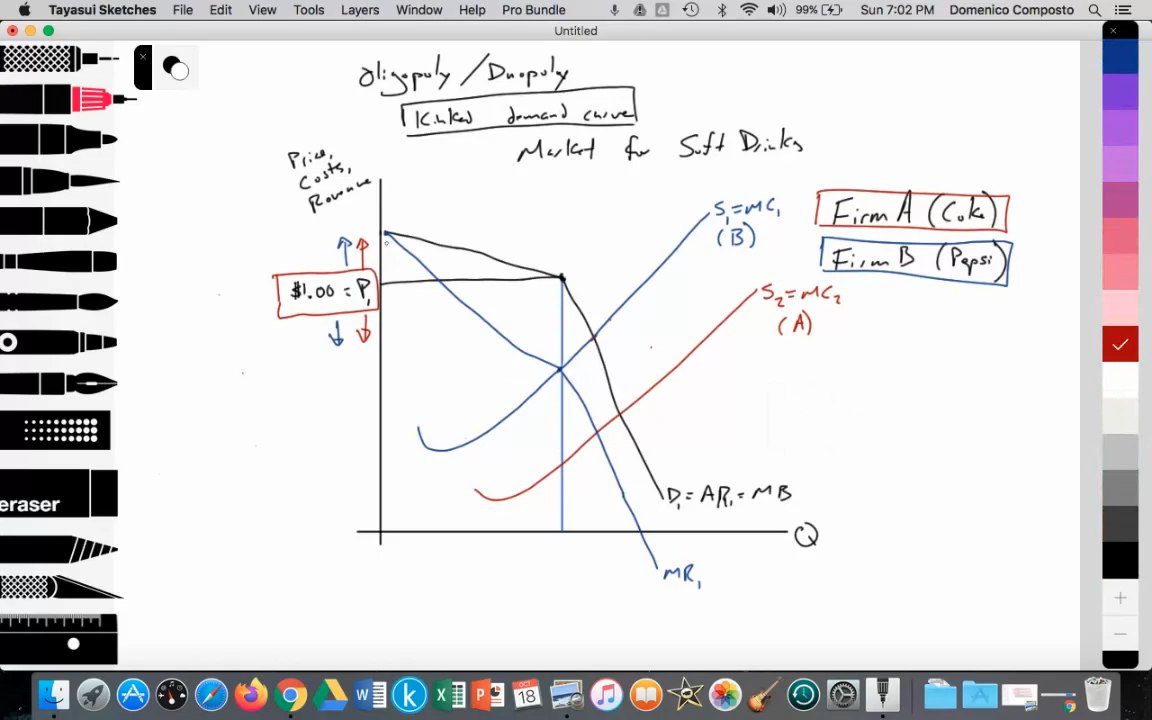 Tayasui Sketches File Edit View Tools Layers Window Help Pro Bundle 99% Sun 7:02 PM Domenico Composto
Untitled
Oligopoly / Duopoly
Kinked demand curve
Market for Soft Drinks
Price,
Costs,
Revenue
S1 = MC1
(B)
Firm A (Coke)
Firm B (Pepsi)
$1.00 = P1
S2 = MC2
(A)
D1 = AR1 = MB
Q
MR1
eraser
OCT
18